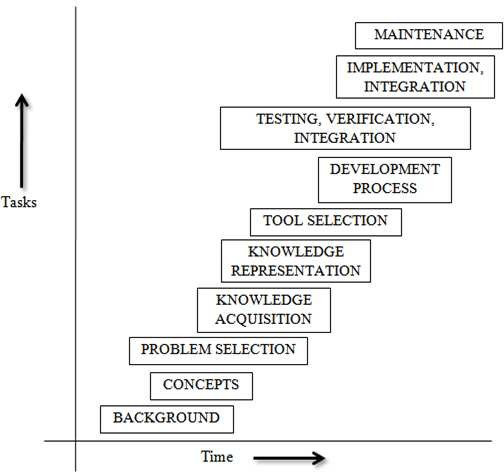 MAINTENANCE
IMPLEMENTATION,
INTEGRATION
TESTING, VERIFICATION,
INTEGRATION
DEVELOPMENT
PROCESS
Tasks
TOOL SELECTION
KNOWLEDGE
REPRESENTATION
KNOWLEDGE
ACQUISITION
PROBLEM SELECTION
CONCEPTS
BACKGROUND
Time